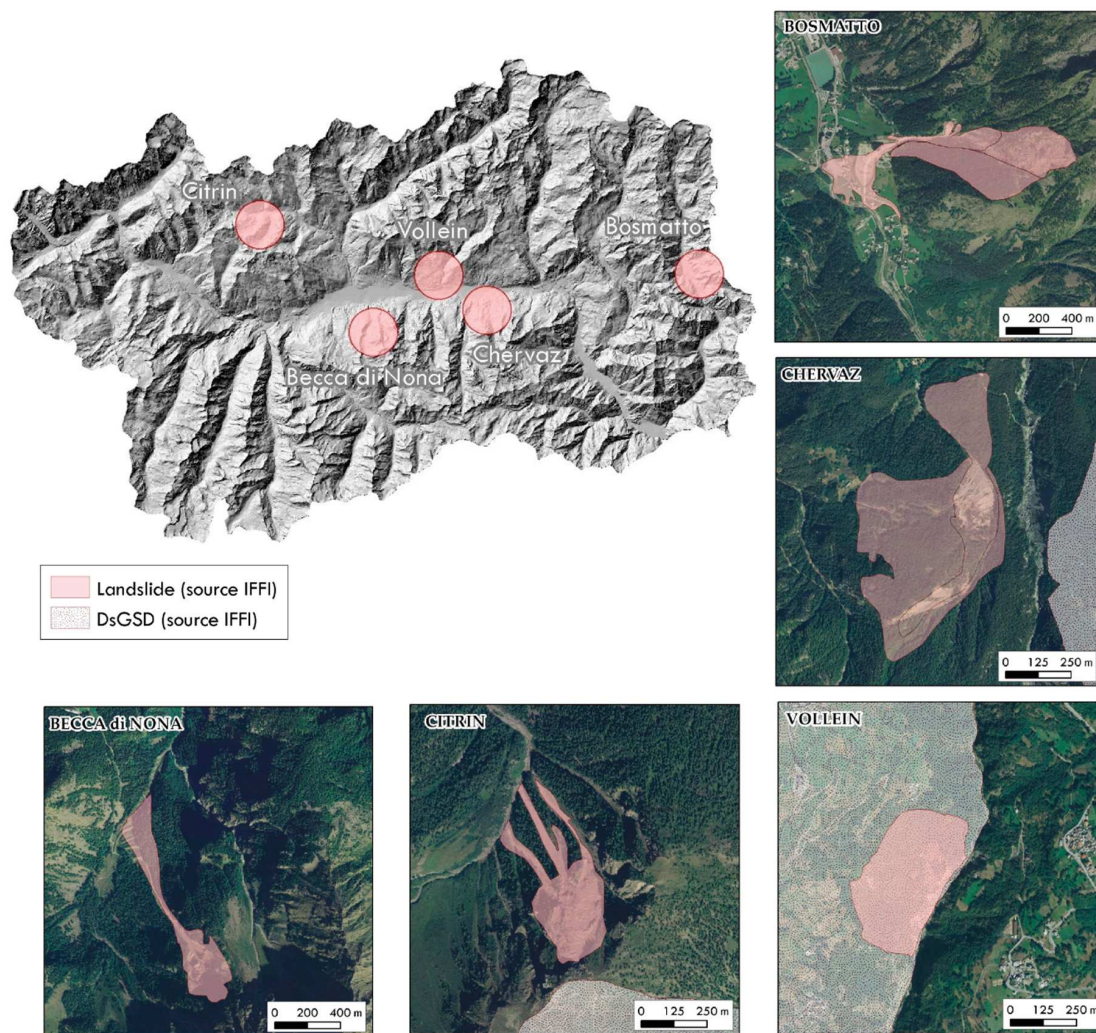 BOSMATTO
0 200 400 m
Citrin
Vollein
Bosmatto
Becca di Nona
Chervaz
Landslide (source IFFI)
DsGSD (source IFFI)
CHERVAZ
0 125 250 m
BECCA di NONA
0 200 400 m
CITRIN
0 125 250 m
VOLLEIN
0 125 250 m